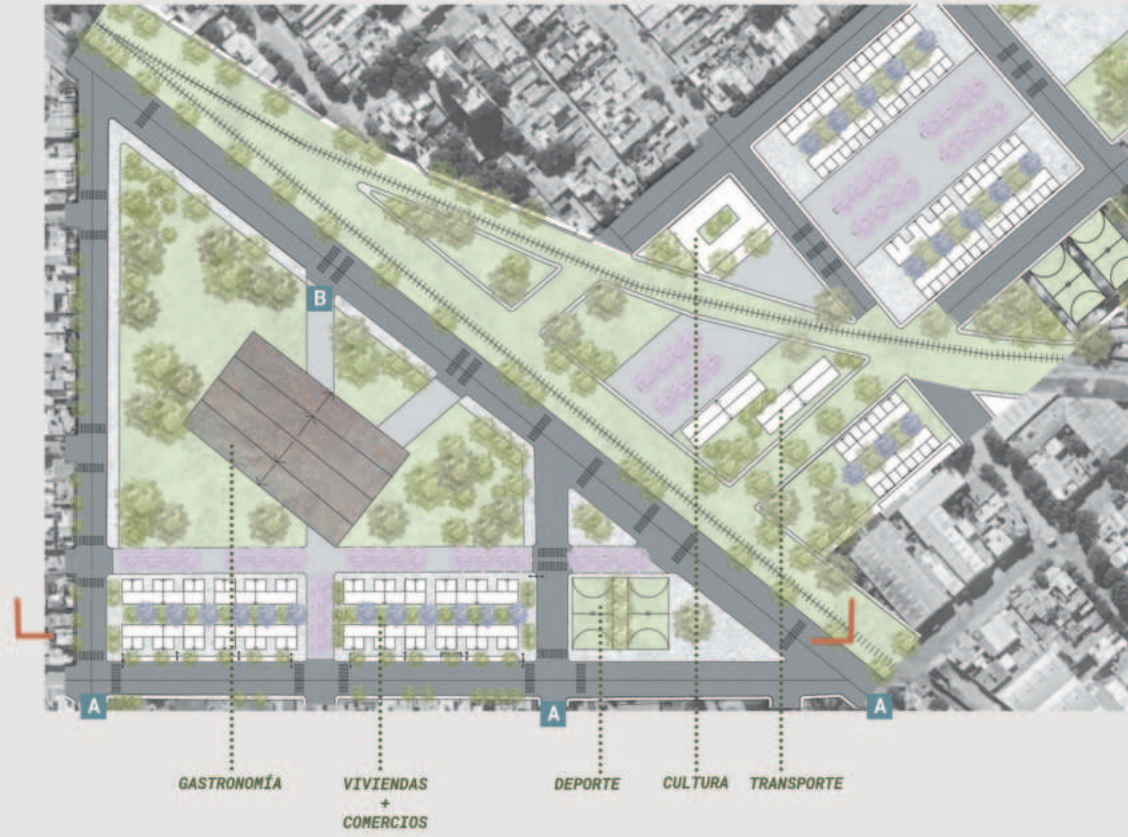 B
A
A
A
GASTRONOMÍA
VIVIENDAS
+
COMERCIOS
DEPORTE
CULTURA
TRANSPORTE